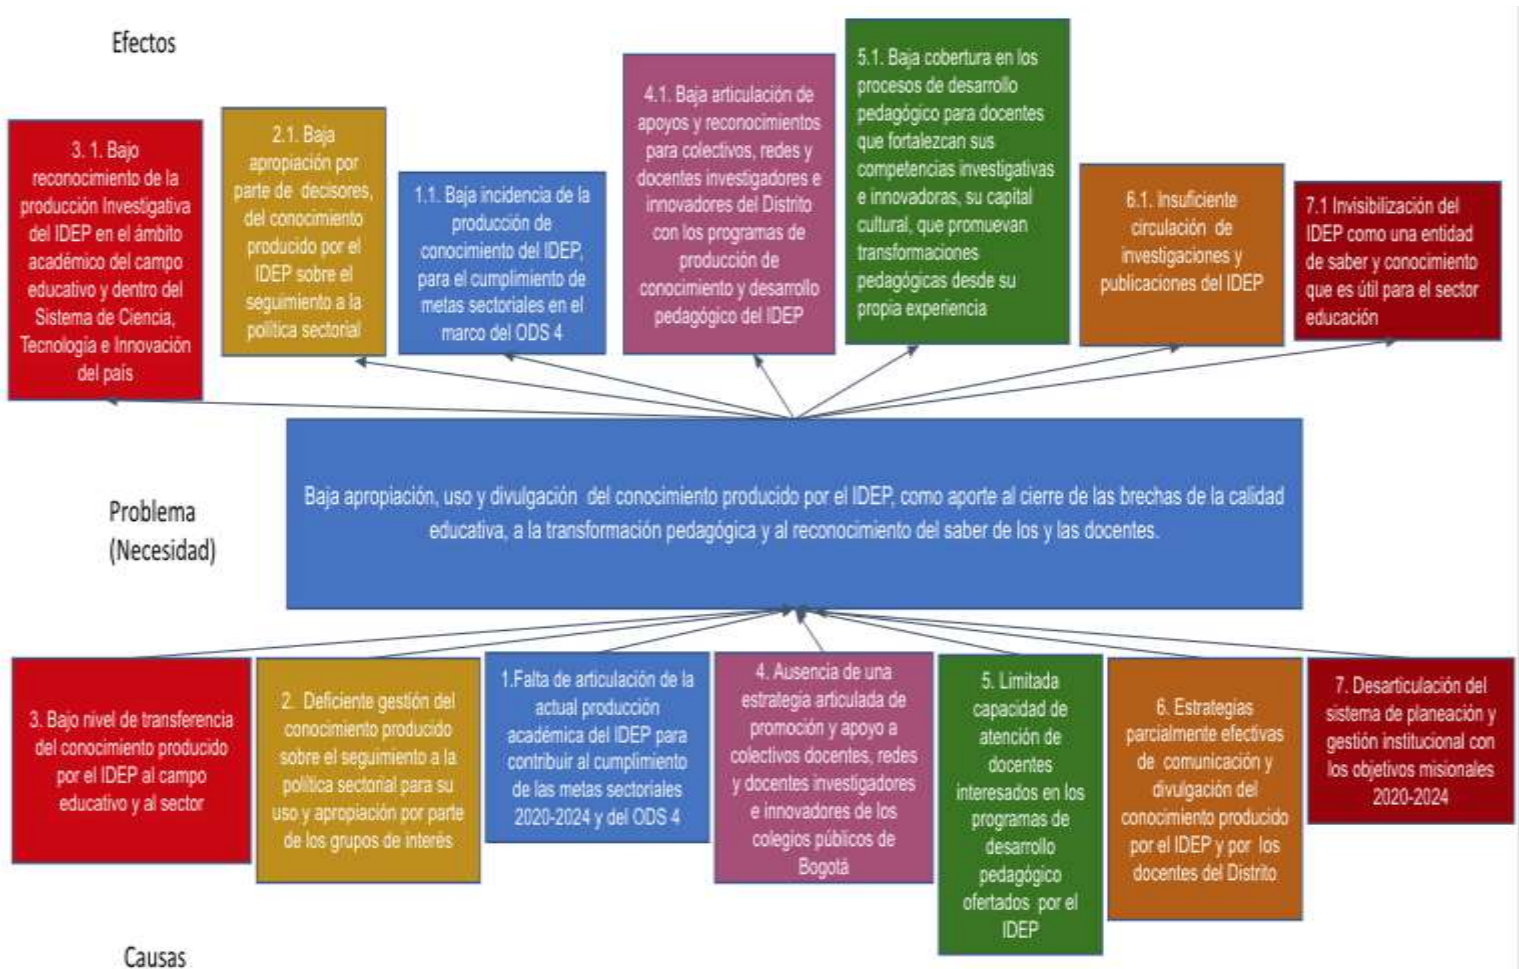 Efectos
3. 1. Bajo
reconocimiento de la
producción Investigativa
del IDEP en el ámbito
académico del campo
educativo y dentro del
Sistema de Ciencia,
Tecnología e Innovación
del país
2.1. Baja
apropiación por
parte de decisores,
del conocimiento
producido por el
IDEP sobre el
seguimiento a la
política sectorial
1.1. Baja incidencia de la
producción de
conocimiento del IDEP,
para el cumplimiento de
metas sectoriales en el
marco del ODS 4
4.1. Baja articulación de
apoyos y reconocimientos
para colectivos, redes y
docentes investigadores e
innovadores del Distrito
con los programas de
producción de
conocimiento y desarrollo
pedagógico del IDEP
5.1. Baja cobertura en los
procesos de desarrollo
pedagógico para docentes
que fortalezcan sus
competencias investigativas
e innovadoras, su capital
cultural, que promuevan
transformaciones
pedagógicas desde su
propia experiencia
6.1. Insuficiente
circulación de
investigaciones y
publicaciones del IDEP
7.1 Invisibilización del
IDEP como una entidad
de saber y conocimiento
que es útil para el sector
educación
Problema
(Necesidad)
Baja apropiación, uso y divulgación del conocimiento producido por el IDEP, como aporte al cierre de las brechas de la calidad
educativa, a la transformación pedagógica y al reconocimiento del saber de los y las docentes.
3. Bajo nivel de transferencia
del conocimiento producido
por el IDEP al campo
educativo y al sector
2. Deficiente gestión del
conocimiento producido
sobre el seguimiento a la
política sectorial para su
uso y apropiación por parte
de los grupos de interés
1.Falta de articulación de la
actual producción
académica del IDEP para
contribuir al cumplimiento
de las metas sectoriales
2020-2024 y del ODS 4
4. Ausencia de una
estrategia articulada de
promoción y apoyo a
colectivos docentes, redes
y docentes investigadores
e innovadores de los
colegios públicos de
Bogotá
5. Limitada
capacidad de
atención de
docentes
interesados en los
programas de
desarrollo
pedagógico
ofertados por el
IDEP
6. Estrategias
parcialmente efectivas
de comunicación y
divulgación del
conocimiento producido
por el IDEP y por los
docentes del Distrito
7. Desarticulación del
sistema de planeación y
gestión institucional con
los objetivos misionales
2020-2024
Causas